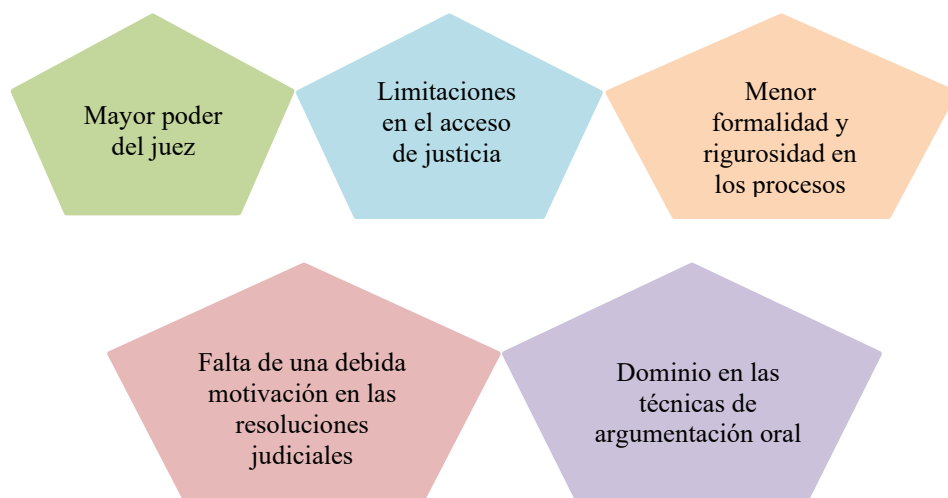 Mayor poder
del juez
Limitaciones
en el acceso
de justicia
Menor
formalidad y
rigurosidad en
los procesos
Falta de una debida
motivación en las
resoluciones
judiciales
Dominio en las
técnicas de
argumentación oral